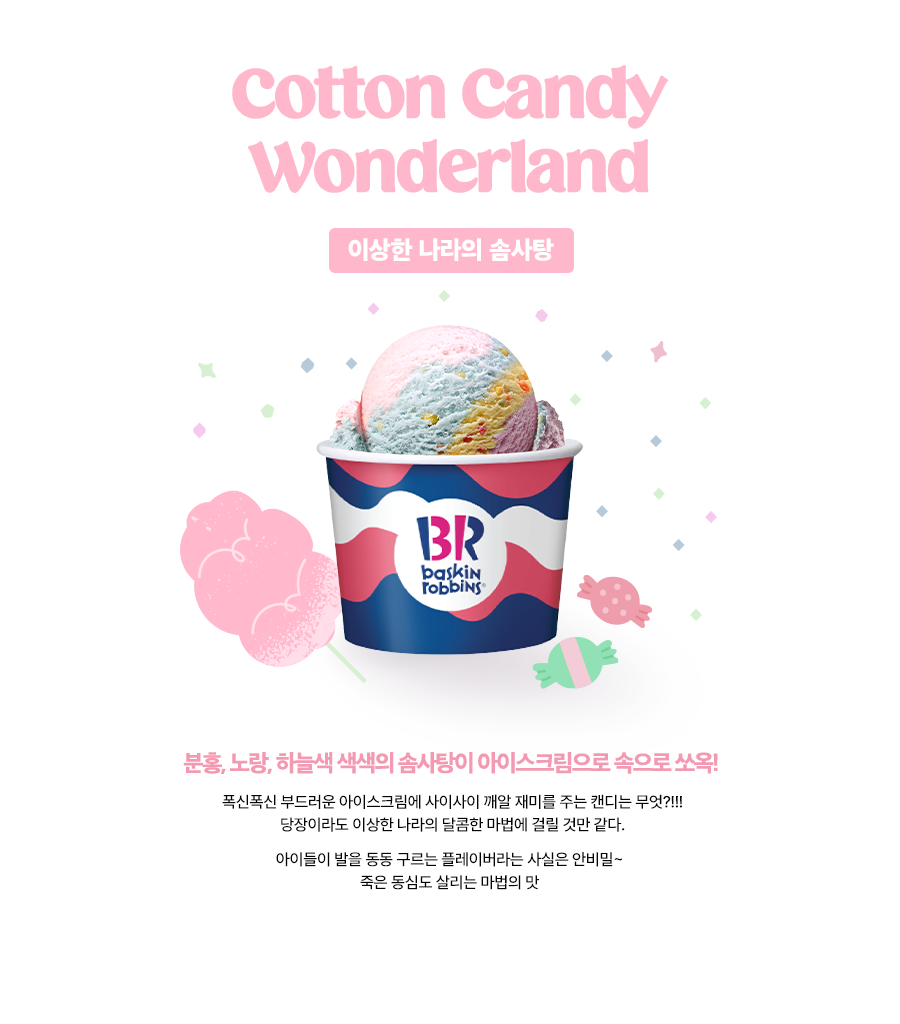 Cotton Candy
Wonderland
이상한 나라의 솜사탕
BR
baskin
robbins®
분홍, 노랑, 하늘색 색색의 솜사탕이 아이스크림으로 속으로 쏘옥!
폭신폭신 부드러운 아이스크림에 사이사이 깨알 재미를 주는 캔디는 무엇?!!!
당장이라도 이상한 나라의 달콤한 마법에 걸릴 것만 같다.
아이들이 발을 동동 구르는 플레이버라는 사실은 안비밀~
죽은 동심도 살리는 마법의 맛